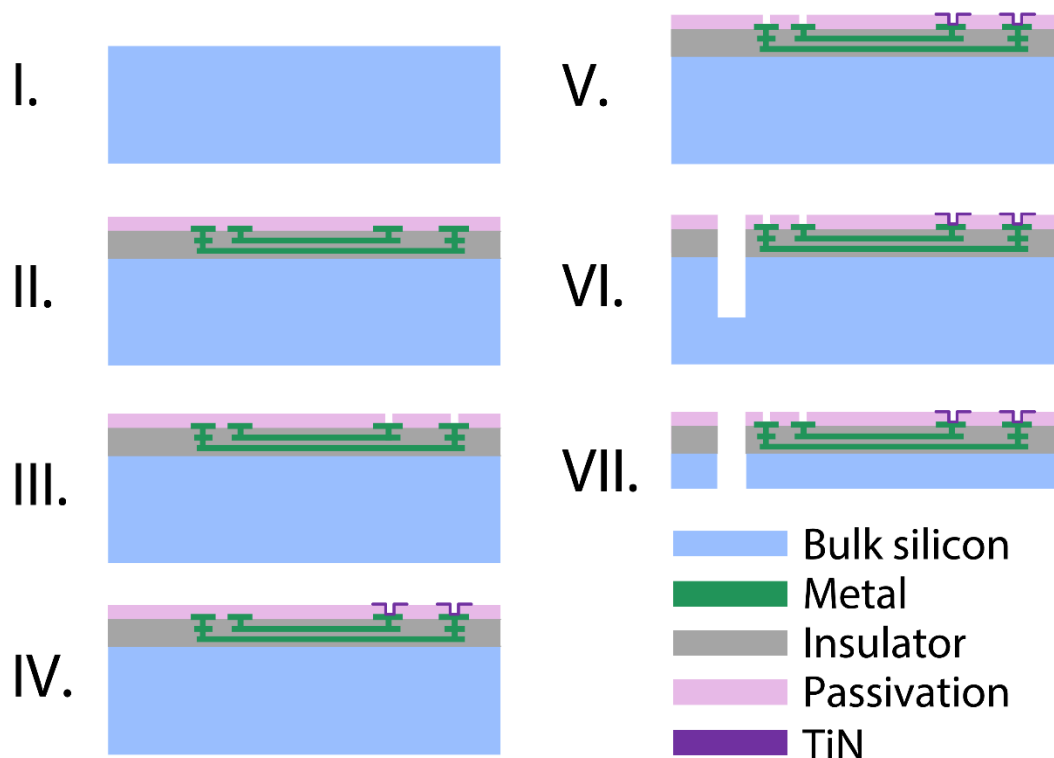 I.
II.
III.
IV.
V.
VI.
VII.
Bulk silicon
Metal
Insulator
Passivation
TiN